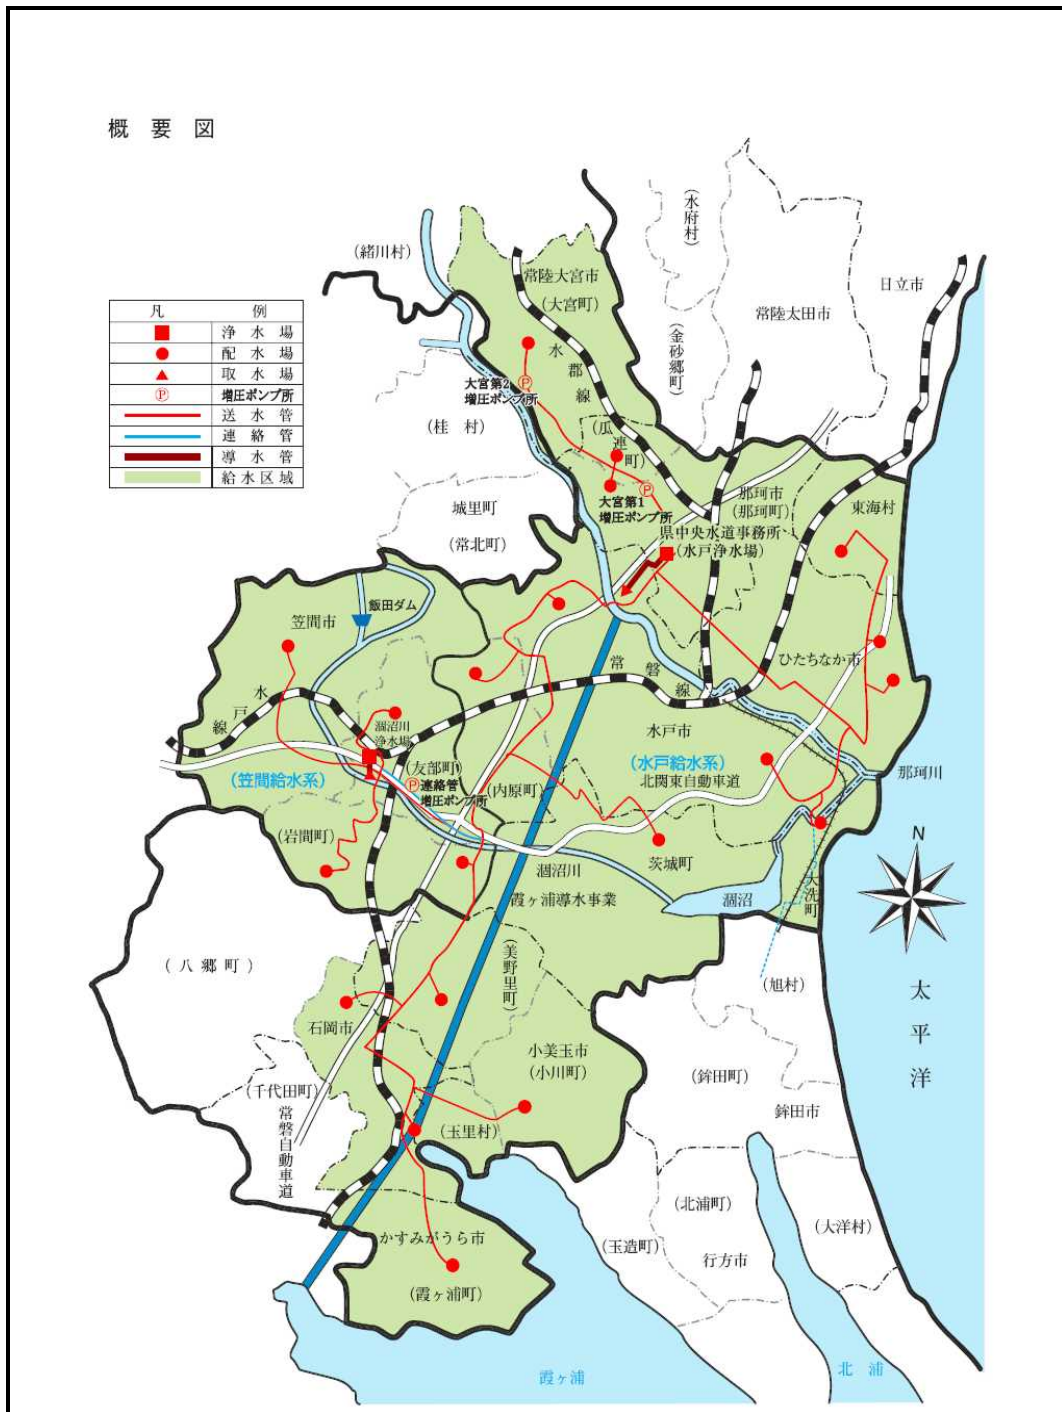 概要図
(水府村)
(緒川村)
常陸大宮市
(大宮町)
日立市
常陸太田市
(金砂郷町)
凡例
浄水場
配水場
取水場
Ⓟ 増圧ポンプ所
送水管
連絡管
導水管
給水区域
水郡線
大宮第2
増圧ポンプ所
Ⓟ
(桂村)
(瓜連町)
Ⓟ
大宮第1
増圧ポンプ所
那珂市
(那珂町)
東海村
城里町
(常北町)
県中央水道事務所
(水戸浄水場)
飯田ダム
笠間市
ひたちなか市
常磐線
水戸線
涸沼川
浄水場
水戸市
(友部町)
(水戸給水系)
北関東自動車道
那珂川
(笠間給水系)
Ⓟ連絡管
増圧ポンプ所
(内原町)
(岩間町)
N
涸沼川
茨城町
涸沼
大洗町
霞ヶ浦導水事業
(八郷町)
(美野里町)
(旭村)
太平洋
石岡市
小美玉市
(小川町)
(千代田町)
(鉾田町)
鉾田市
常磐自動車道
(玉里村)
(北浦町)
(大洋村)
かすみがうら市
(玉造町)
行方市
(霞ヶ浦町)
霞ヶ浦
北浦